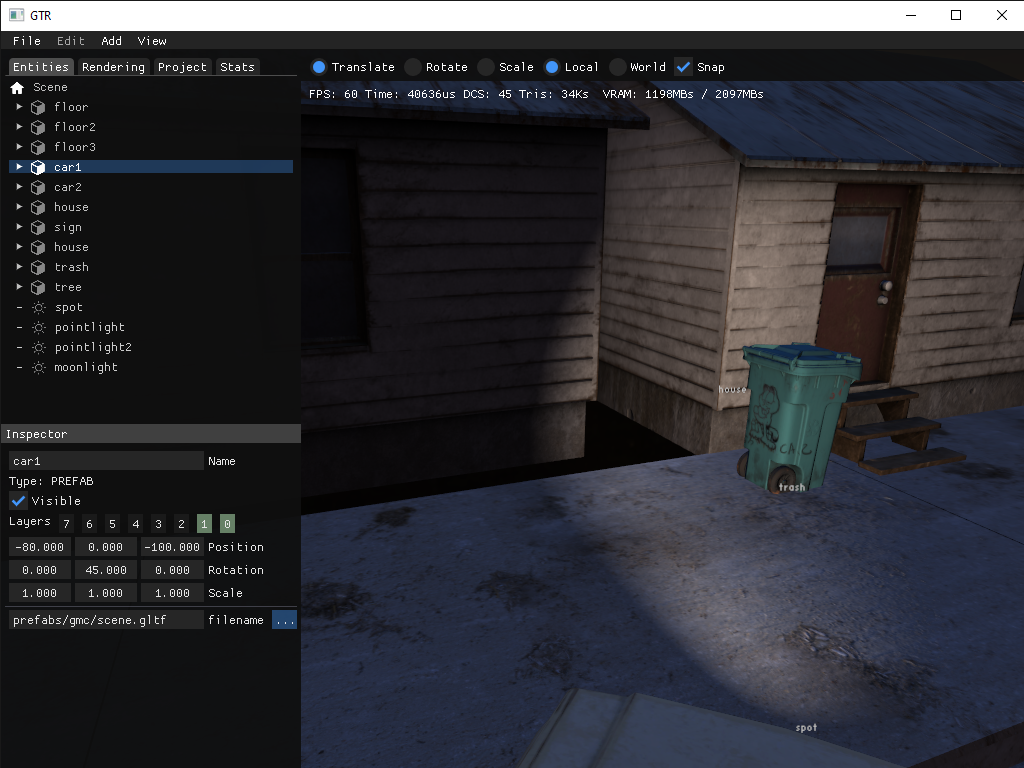 GTR
File Edit Add View
Entities Rendering Project Stats
Translate Rotate Scale Local World Snap
FPS: 60 Time: 40636us DCS: 45 Tris: 34Ks VRAM: 1198MBs / 2097MBs
Scene
floor
floor2
floor3
car1
car2
house
sign
house
trash
tree
spot
pointlight
pointlight2
moonlight
Inspector
car1 Name
Type: PREFAB
Visible
Layers 7 6 5 4 3 2 1 0
-80.000 0.000 -100.000 Position
0.000 45.000 0.000 Rotation
1.000 1.000 1.000 Scale
prefabs/gmc/scene.gltf filename ...
house
trash
spot